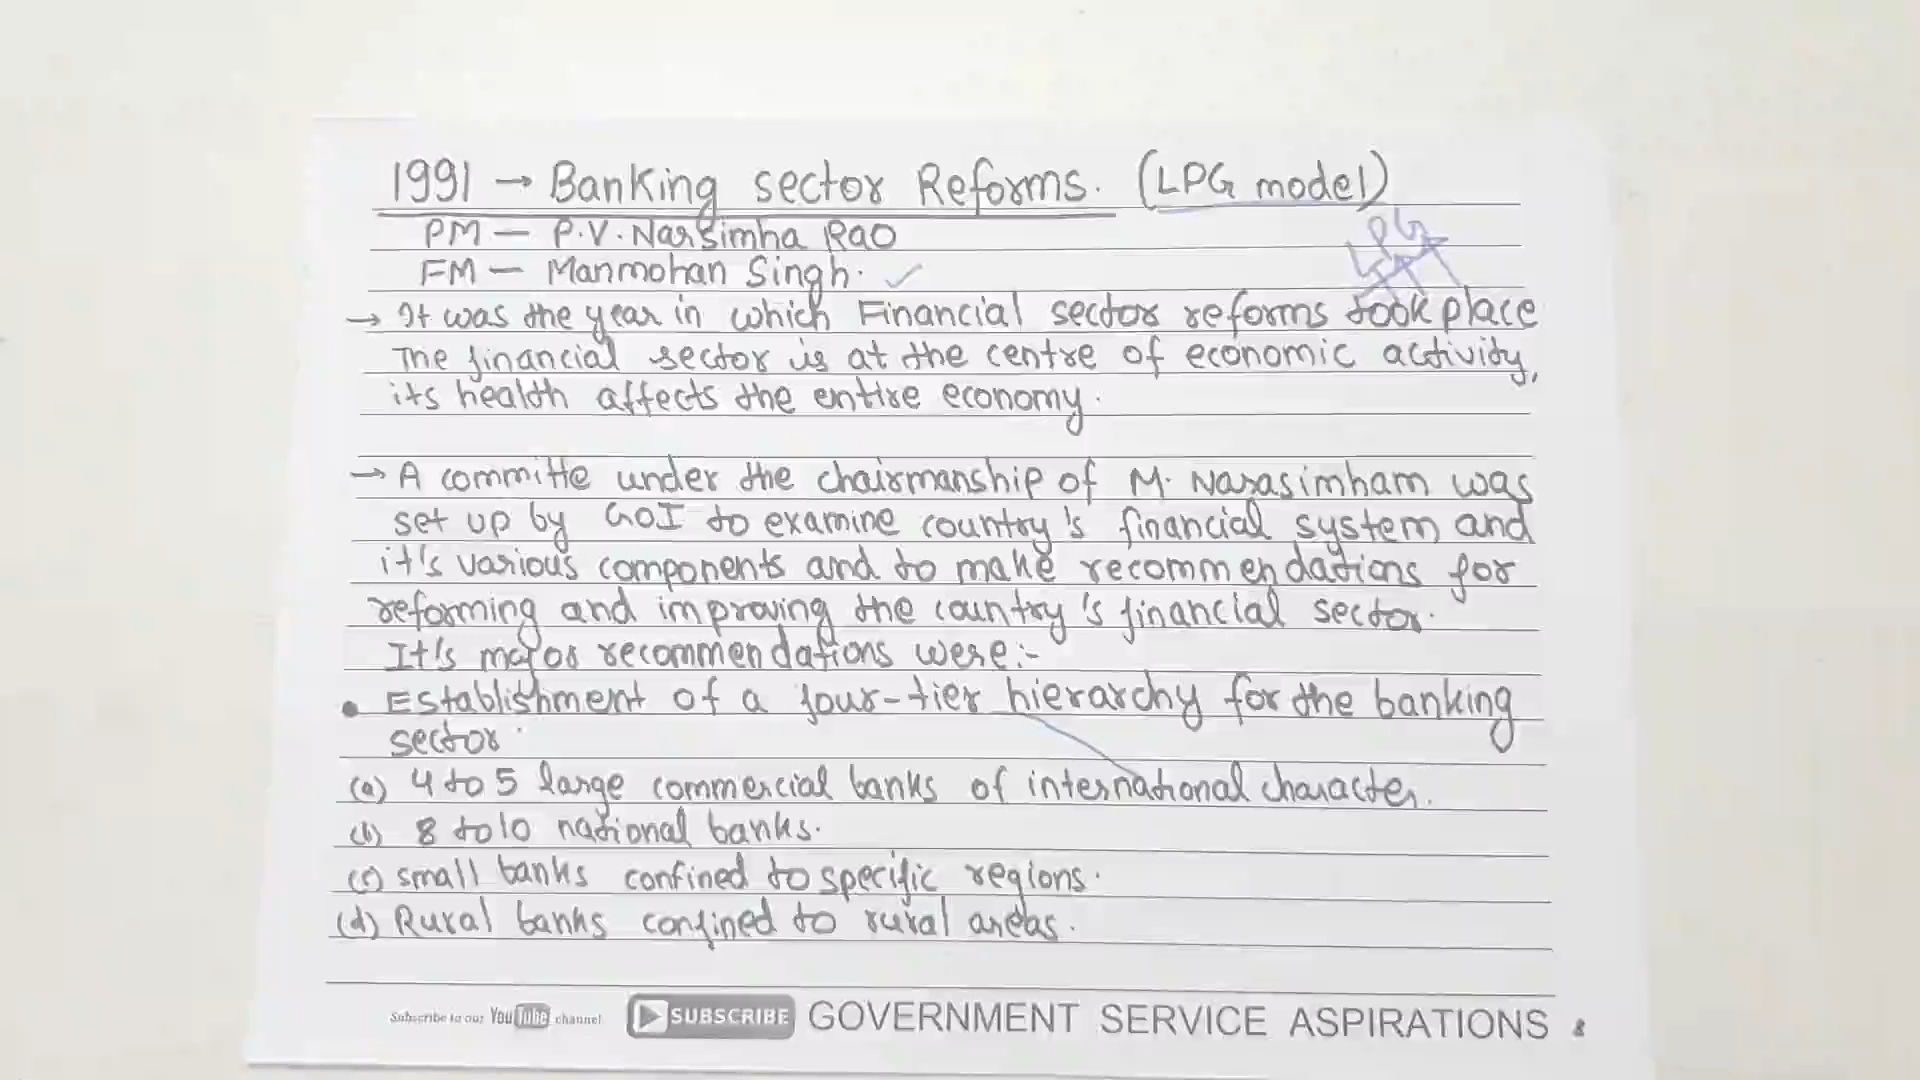 1991 → Banking sector Reforms. (LPG model)
LPG
PM — P.V. Narsimha Rao
FM — Manmohan Singh.
→ It was the year in which Financial sector reforms took place
The financial sector is at the centre of economic activity,
its health affects the entire economy.
→ A committe under the chairmanship of M. Narasimham was
set up by GOI to examine country's financial system and
it's various components and to make recommendations for
reforming and improving the country's financial sector.
It's major recommendations were:-
• Establishment of a four-tier hierarchy for the banking
sector.
(a) 4 to 5 large commercial banks of international character.
(b) 8 to 10 national banks.
(c) small banks confined to specific regions.
(d) Rural banks confined to rural areas.
Subscribe to our YouTube channel SUBSCRIBE GOVERNMENT SERVICE ASPIRATIONS 8